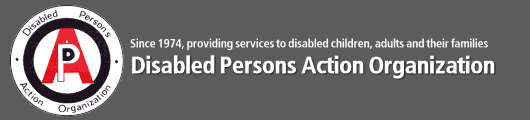 Disabled Persons
Action Organization
A
P
Since 1974, providing services to disabled children, adults and their families
Disabled Persons Action Organization